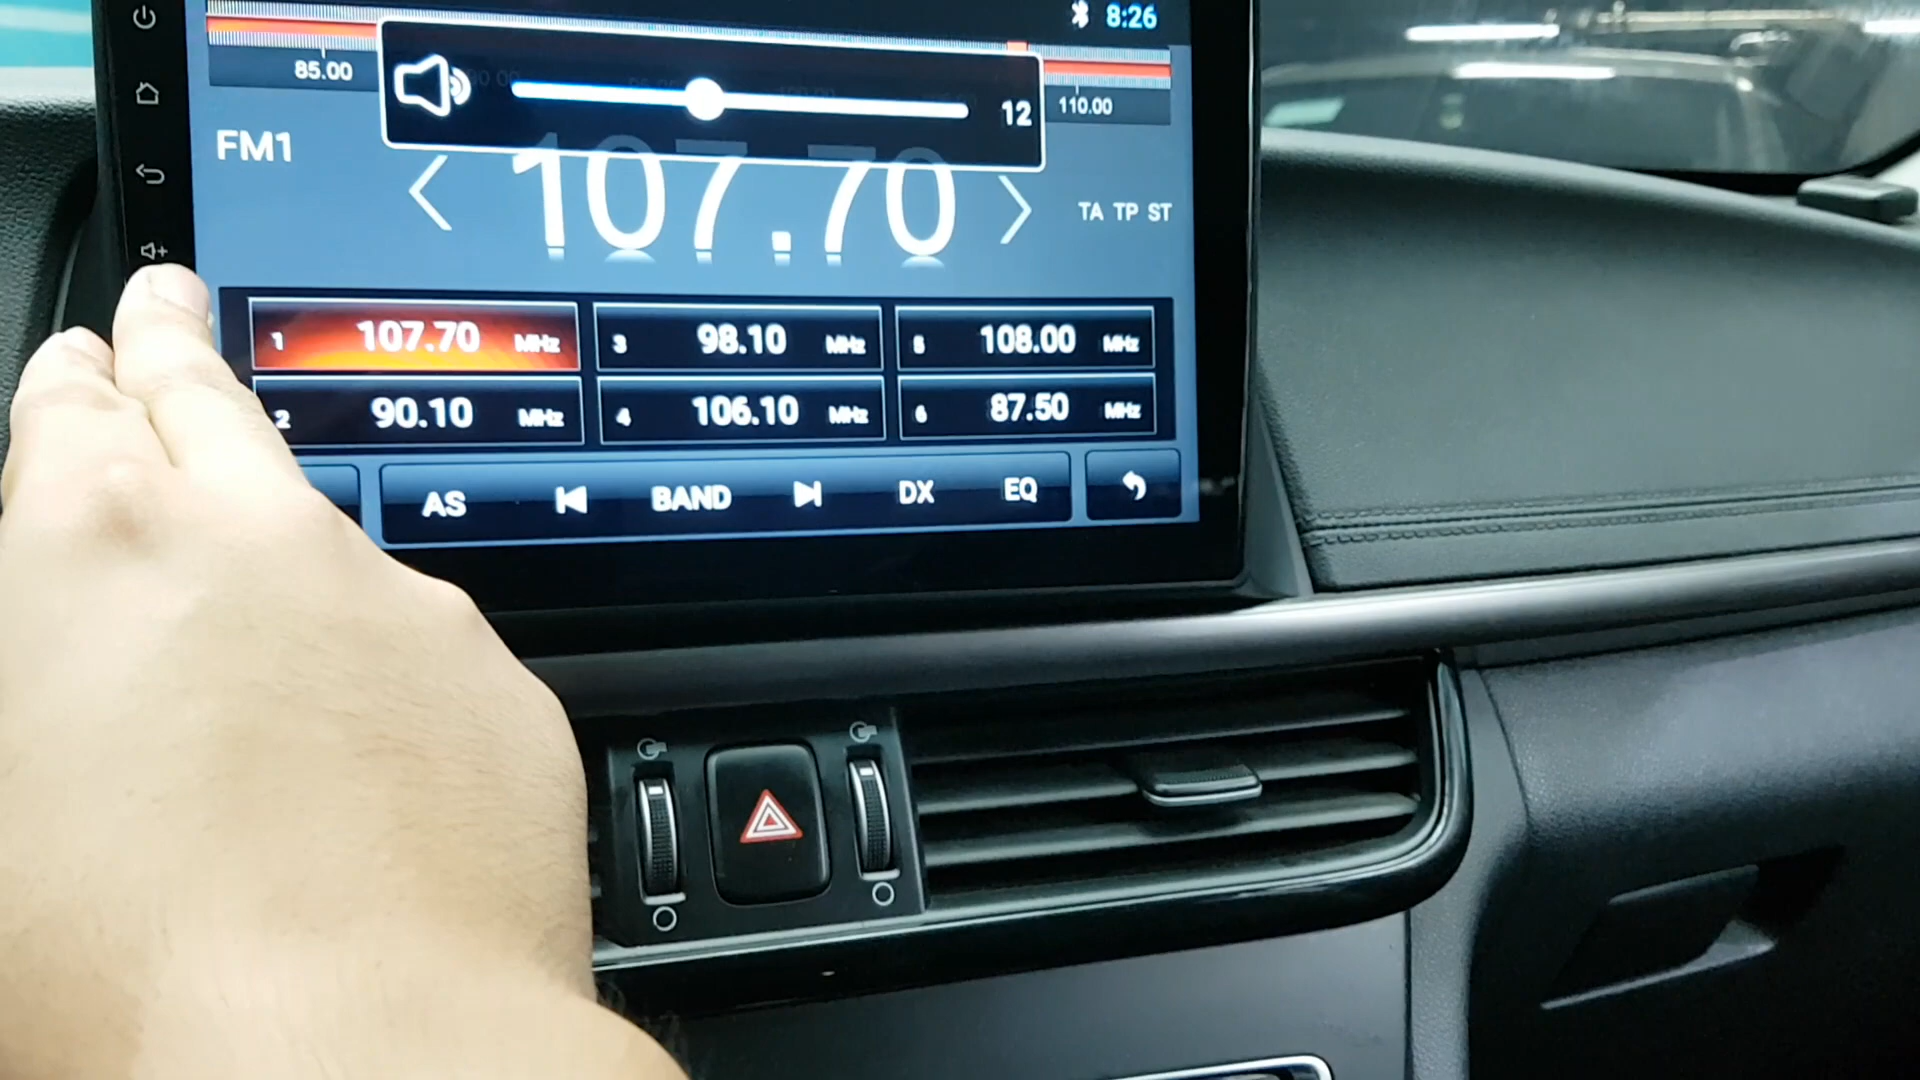 8:26
85.00
110.00
12
FM1
107.70
TA TP ST
1 107.70 MHz
3 98.10 MHz
5 108.00 MHz
2 90.10 MHz
4 106.10 MHz
6 87.50 MHz
AS
BAND
DX
EQ